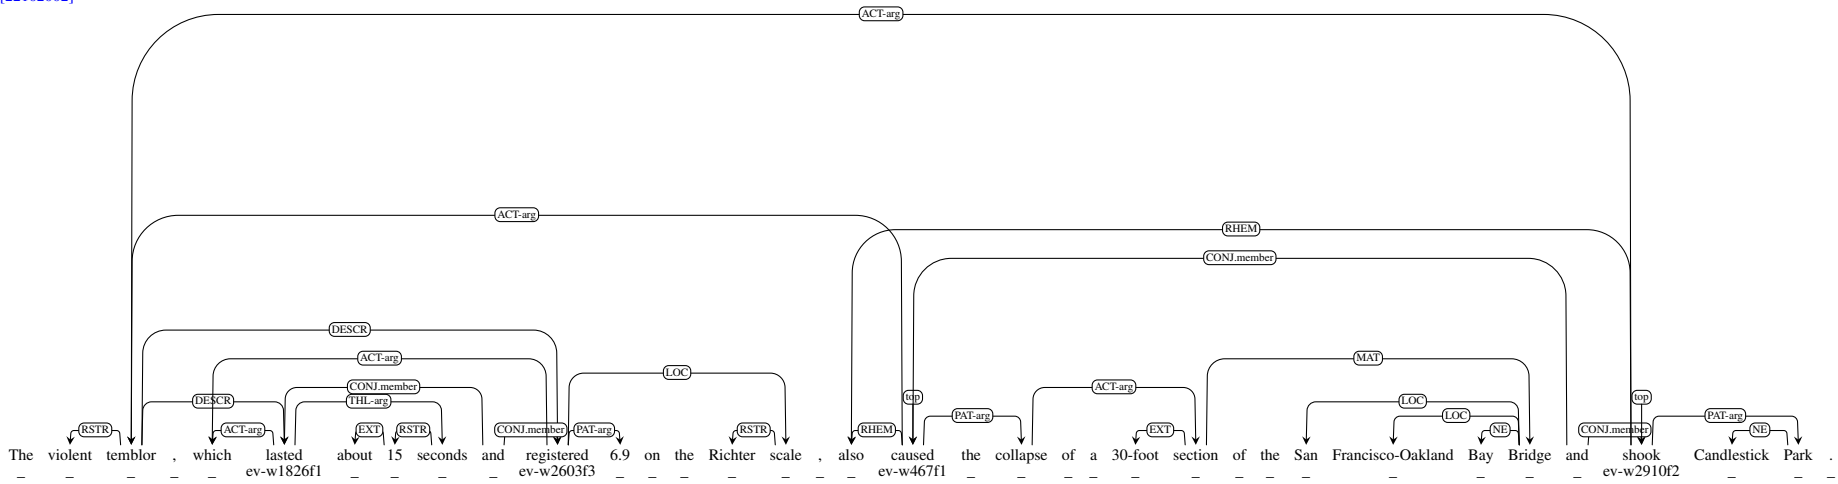 ACT-arg
ACT-arg
RHEM
CONJ.member
DESCR
ACT-arg MAT
LOC
CONJ.member ACT-arg
top top
DESCR THL-arg LOC
PAT-arg LOC PAT-arg
RSTR ACT-arg EXT RSTR CONJ.member PAT-arg RSTR RHEM EXT NE CONJ.member NE
The violent temblor , which lasted about 15 seconds and registered 6.9 on the Richter scale , also caused the collapse of a 30-foot section of the San Francisco-Oakland Bay Bridge and shook Candlestick Park .
_ _ _ _ _ ev-w1826f1 _ _ _ _ ev-w2603f3 _ _ _ _ _ _ _ ev-w467f1 _ _ _ _ _ _ _ _ _ _ _ _ _ ev-w2910f2 _ _ _